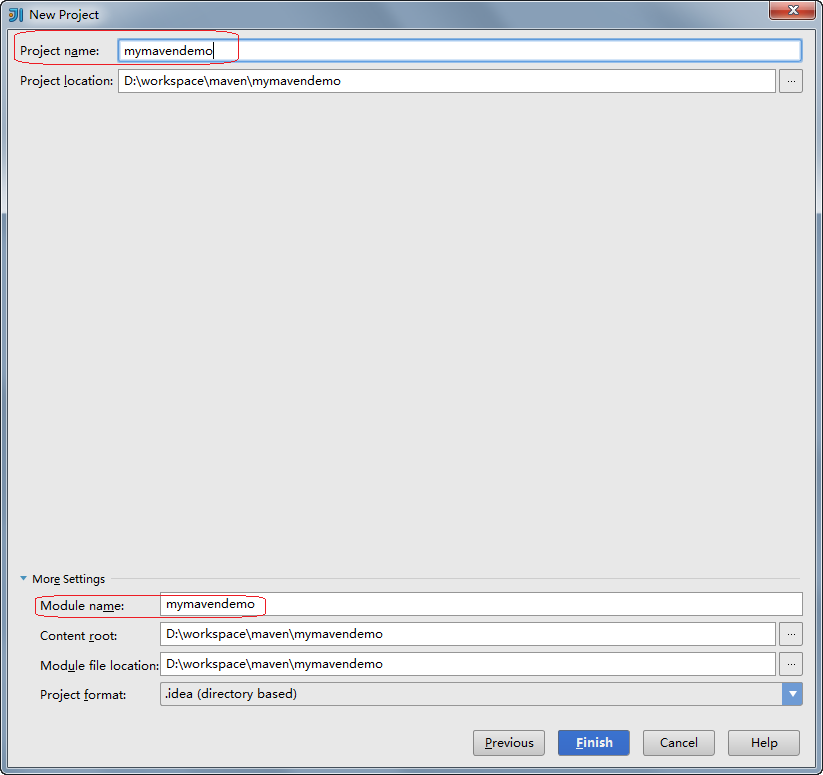 New Project
Project name: mymavendemo
Project location: D:\workspace\maven\mymavendemo ...
More Settings
Module name: mymavendemo
Content root: D:\workspace\maven\mymavendemo ...
Module file location: D:\workspace\maven\mymavendemo ...
Project format: .idea (directory based)
Previous Finish Cancel Help